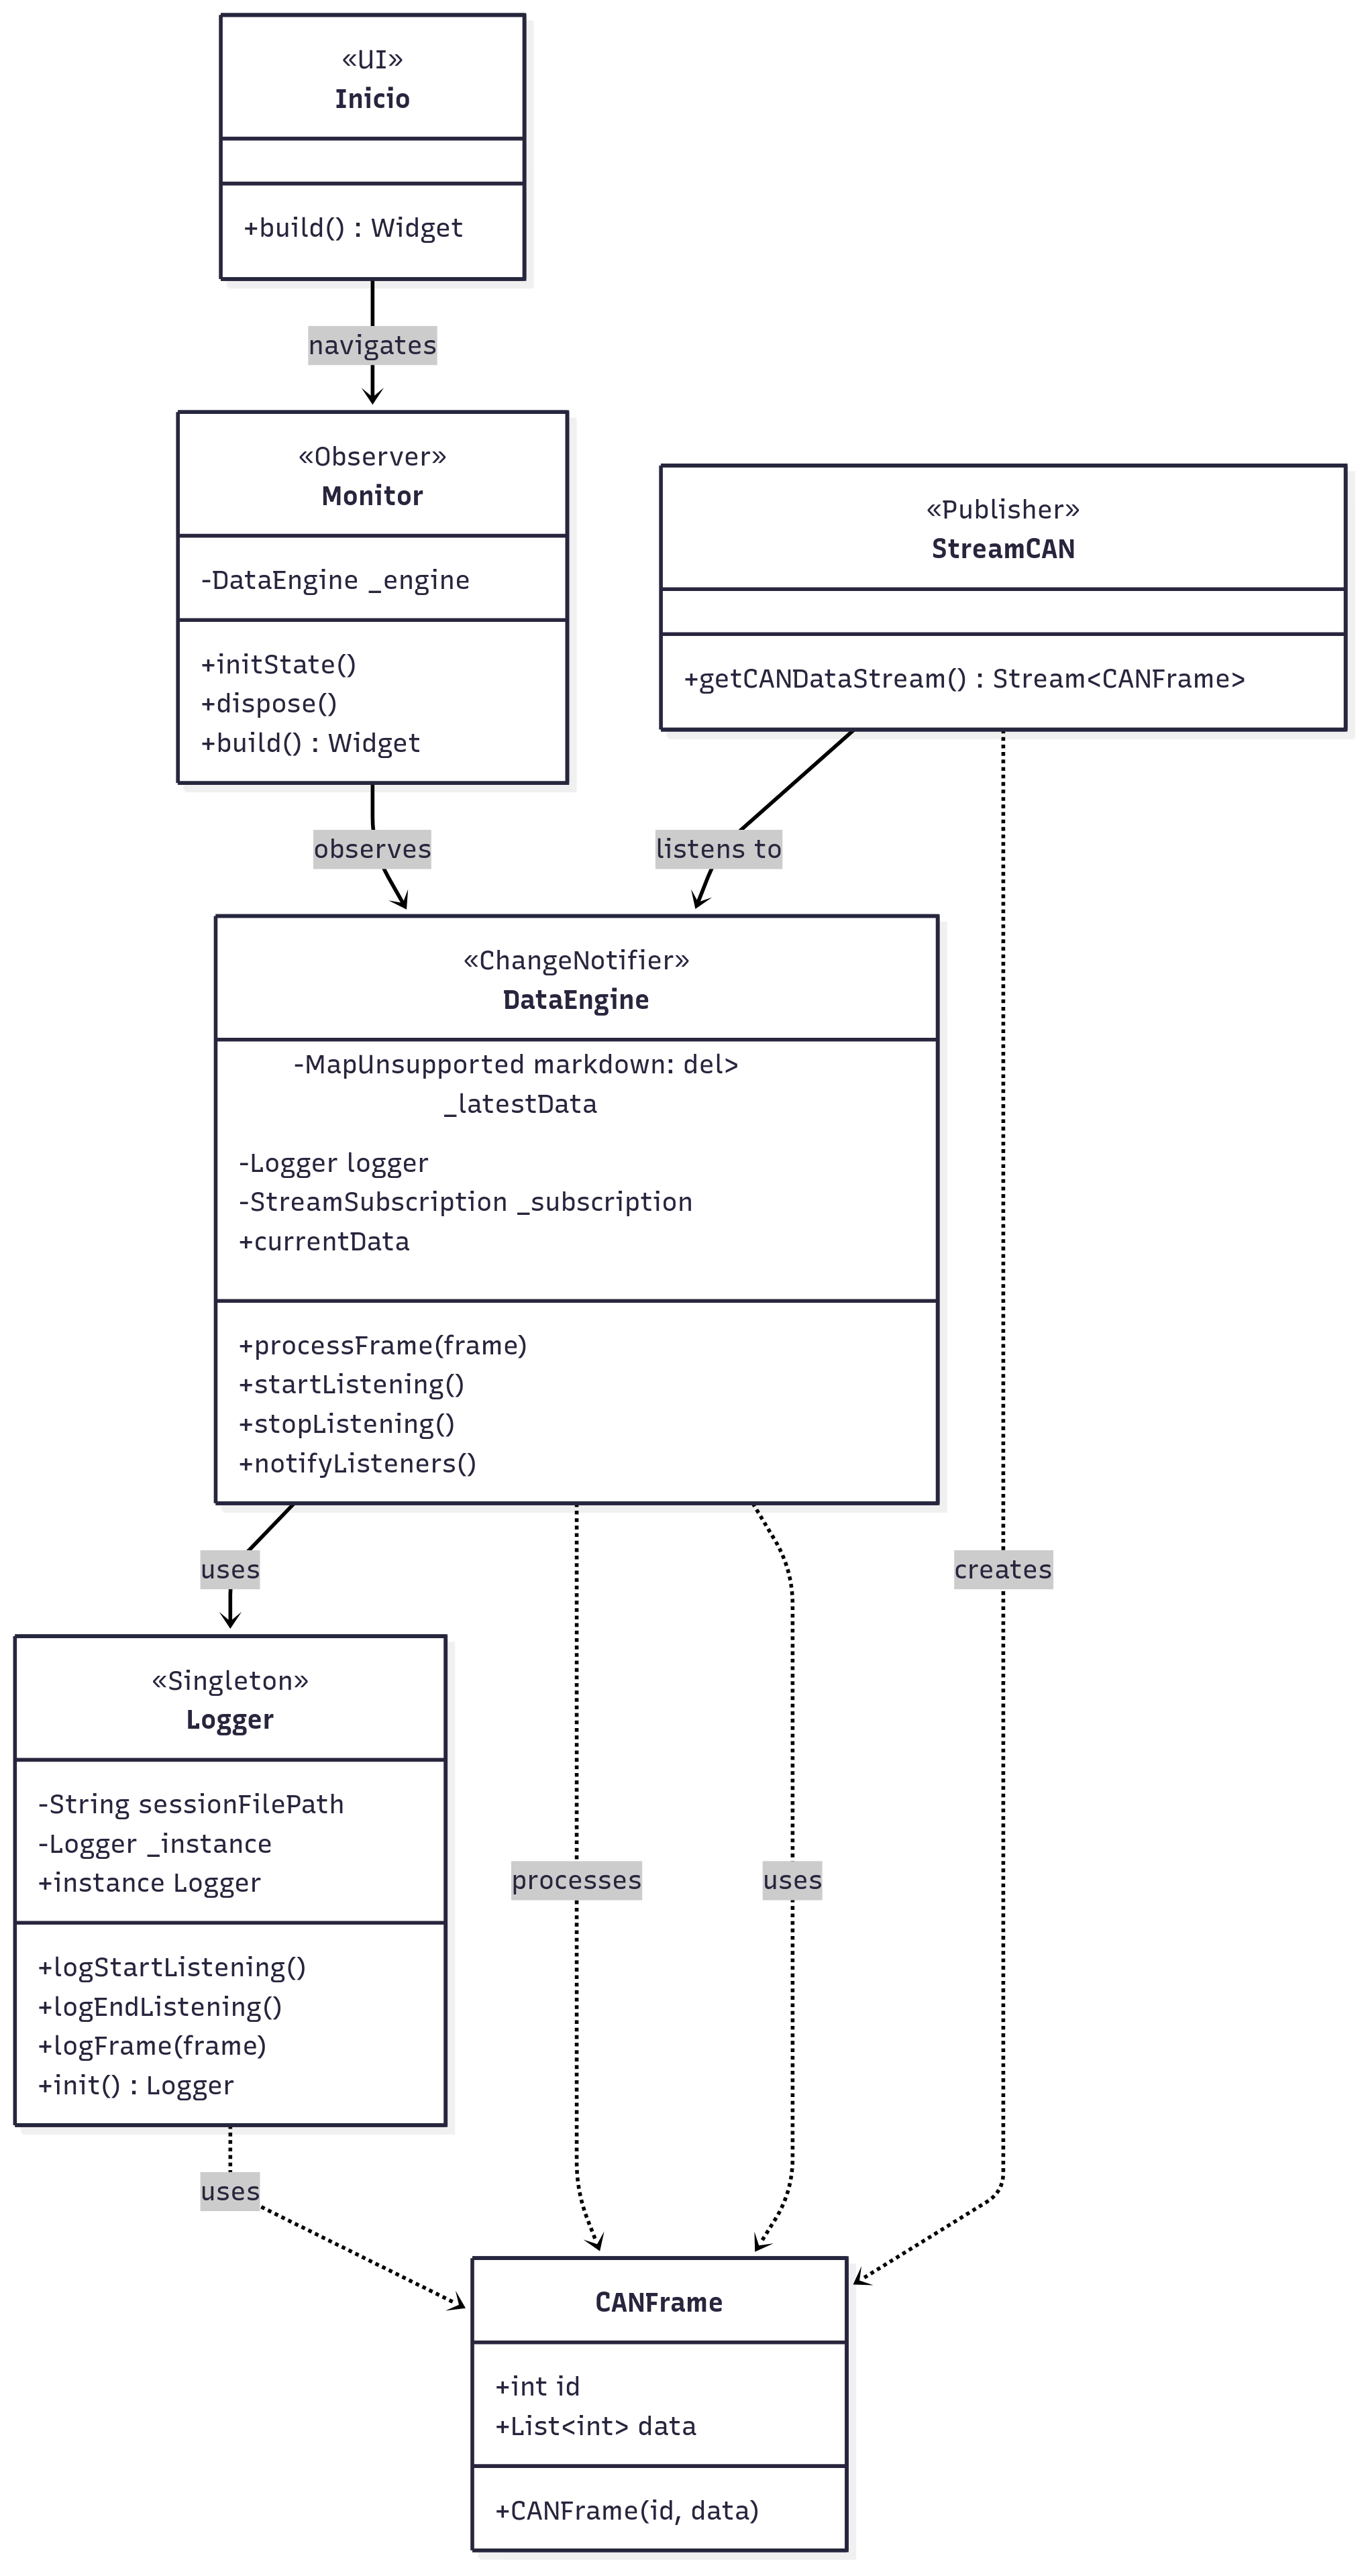 «UI»
Inicio
+build() : Widget
navigates
«Observer»
Monitor
-DataEngine _engine
+initState()
+dispose()
+build() : Widget
«Publisher»
StreamCAN
+getCANDataStream() : Stream<CANFrame>
observes
listens to
«ChangeNotifier»
DataEngine
-MapUnsupported markdown: del>
_latestData
-Logger logger
-StreamSubscription _subscription
+currentData
+processFrame(frame)
+startListening()
+stopListening()
+notifyListeners()
uses
creates
«Singleton»
Logger
-String sessionFilePath
-Logger _instance
+instance Logger
+logStartListening()
+logEndListening()
+logFrame(frame)
+init() : Logger
processes
uses
uses
CANFrame
+int id
+List<int> data
+CANFrame(id, data)